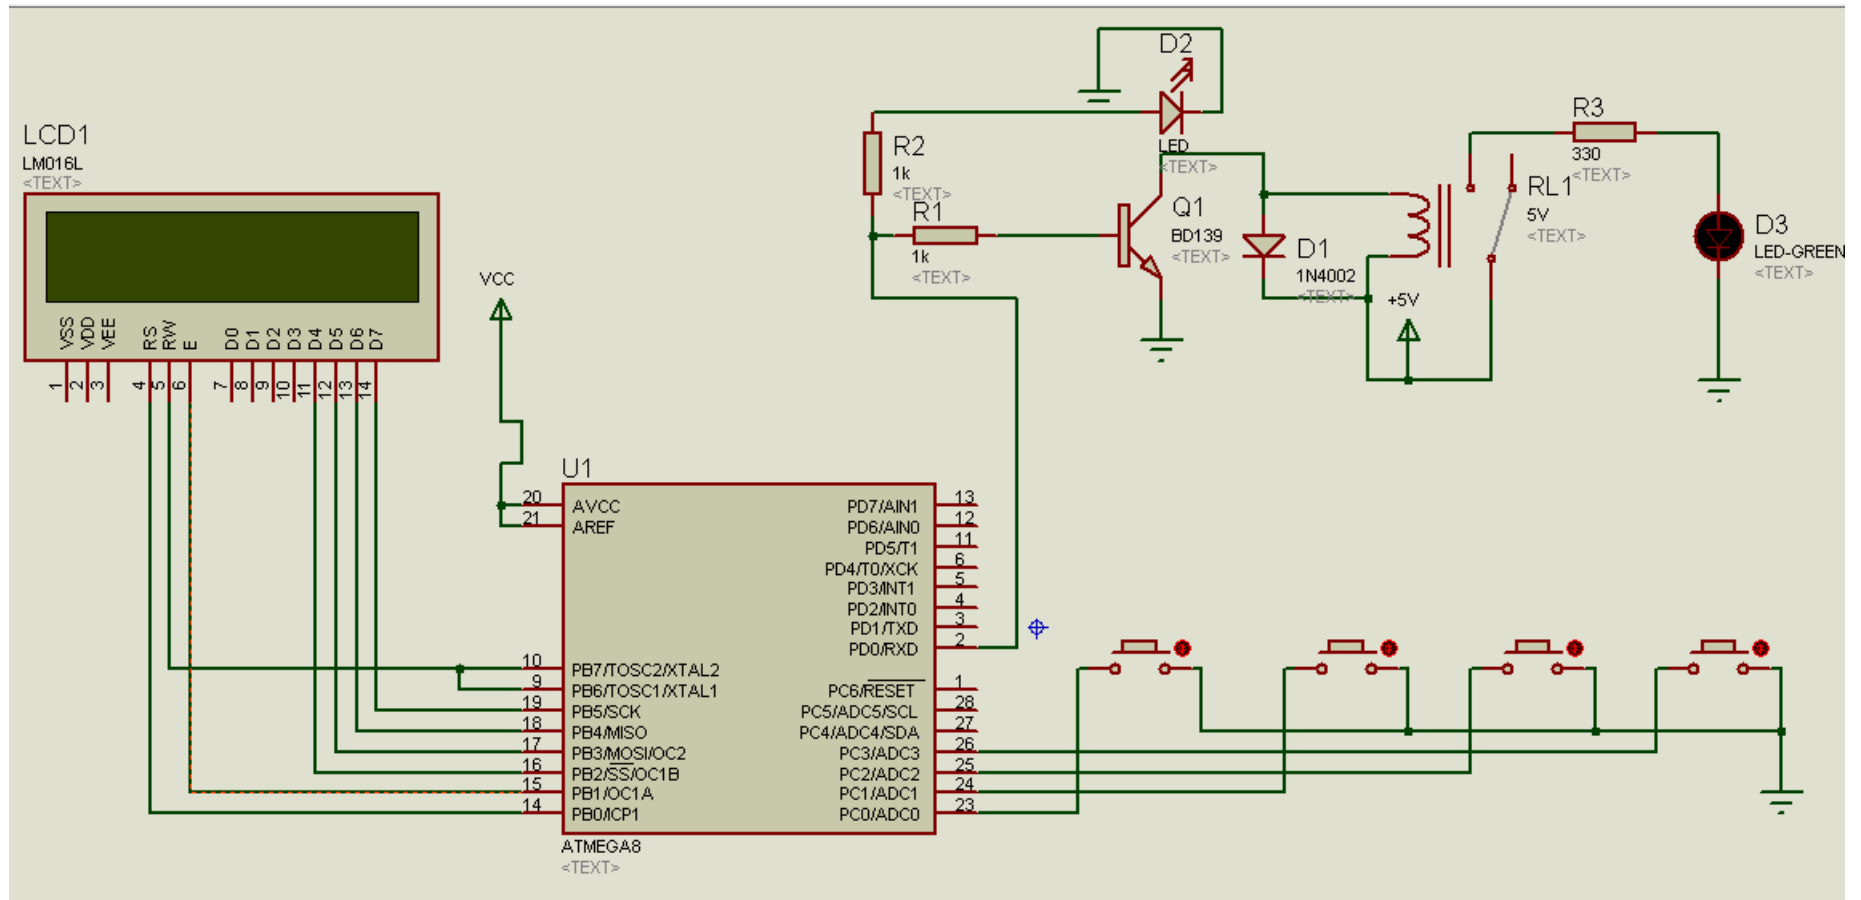 LCD1
LM016L
<TEXT>
VSS
VDD
VEE
RS
RW
E
D0
D1
D2
D3
D4
D5
D6
D7
1
2
3
4
5
6
7
8
9
10
11
12
13
14
VCC
D2
LED
<TEXT>
R2
1k
<TEXT>
R1
1k
<TEXT>
Q1
BD139
<TEXT>
D1
1N4002
<TEXT>
+5V
R3
330
<TEXT>
RL1
5V
<TEXT>
D3
LED-GREEN
<TEXT>
U1
20 AVCC
21 AREF
10 PB7/TOSC2/XTAL2
9 PB6/TOSC1/XTAL1
19 PB5/SCK
18 PB4/MISO
17 PB3/MOSI/OC2
16 PB2/SS/OC1B
15 PB1/OC1A
14 PB0/ICP1
PD7/AIN1 13
PD6/AIN0 12
PD5/T1 11
PD4/T0/XCK 6
PD3/INT1 5
PD2/INT0 4
PD1/TXD 3
PD0/RXD 2
PC6/RESET 1
PC5/ADC5/SCL 28
PC4/ADC4/SDA 27
PC3/ADC3 26
PC2/ADC2 25
PC1/ADC1 24
PC0/ADC0 23
ATMEGA8
<TEXT>